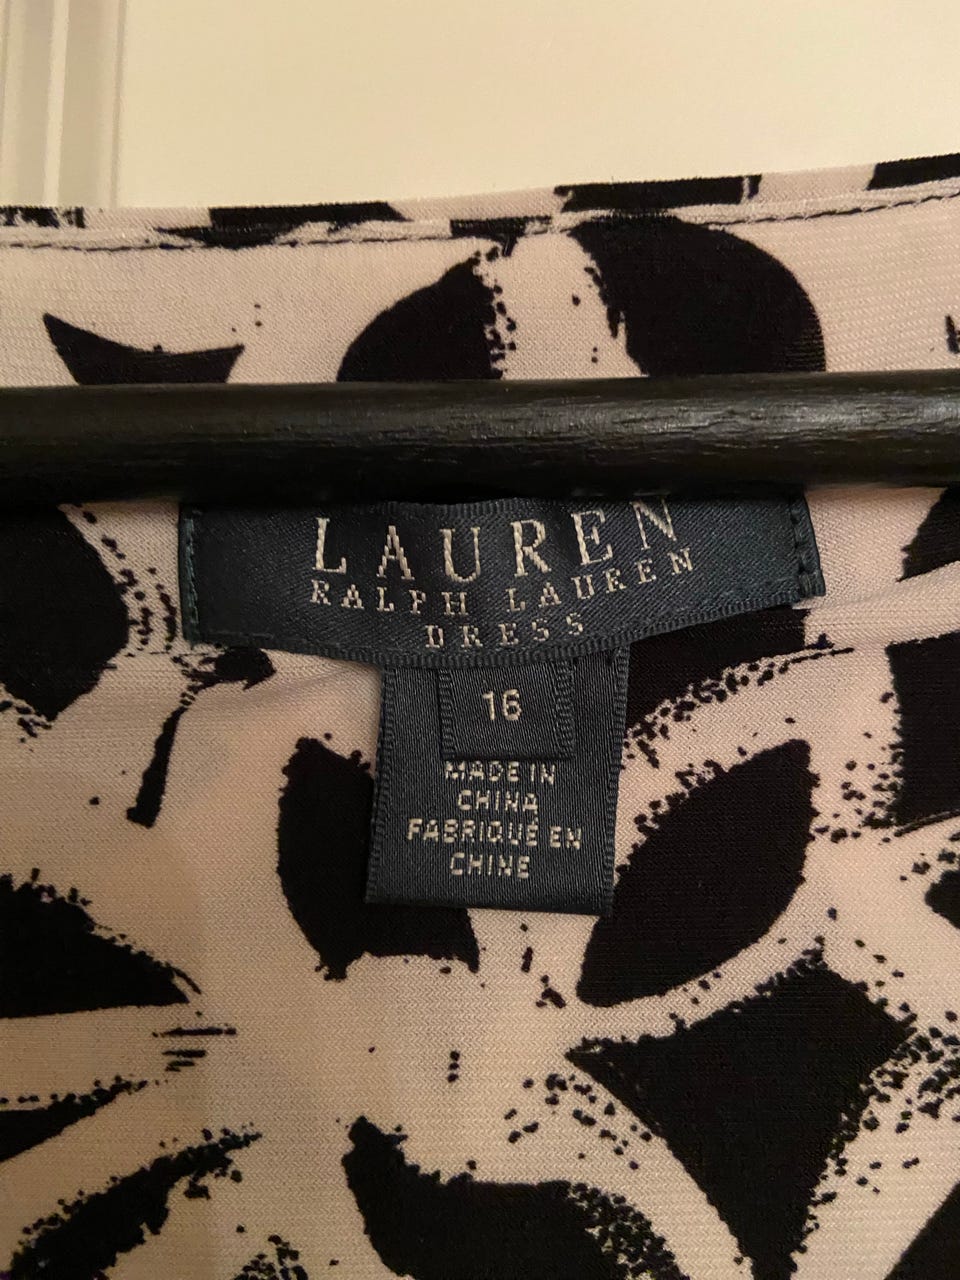 LAUREN
RALPH LAUREN
DRESS
16
MADE IN
CHINA
FABRIQUÉ EN
CHINE